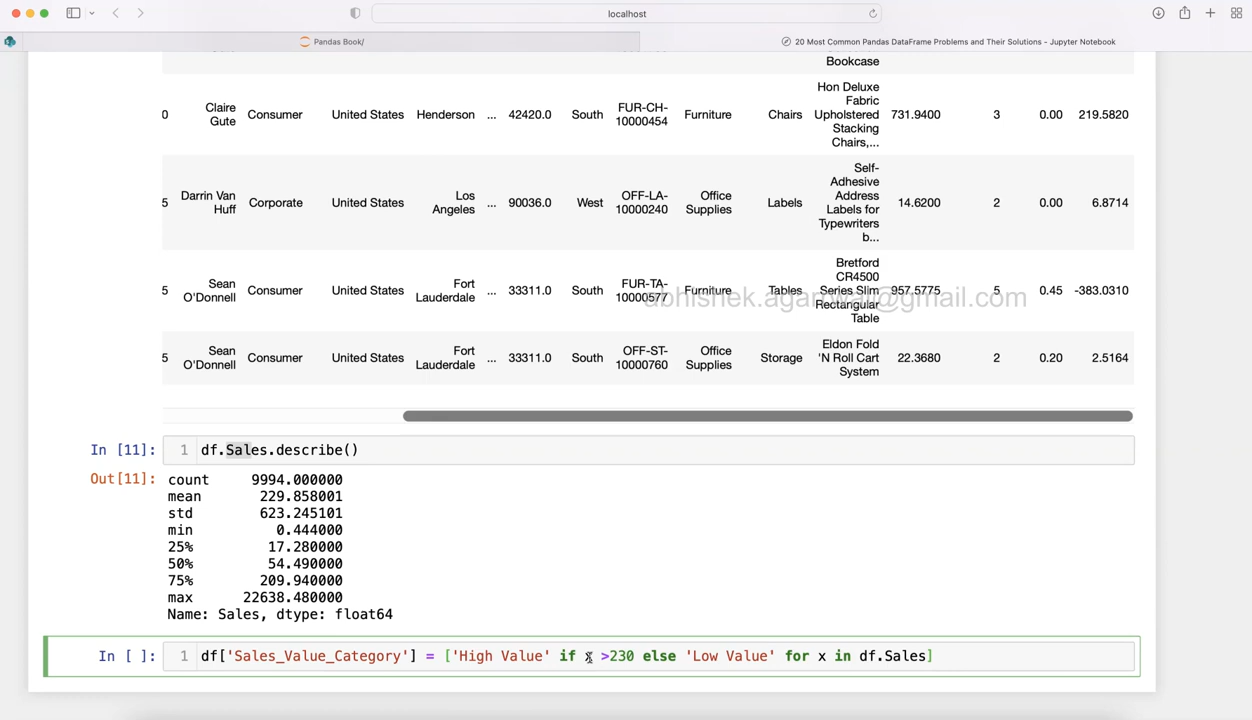 localhost
Pandas Book/
20 Most Common Pandas DataFrame Problems and Their Solutions - Jupyter Notebook
Bookcase
0 Claire Gute Consumer United States Henderson ... 42420.0 South FUR-CH-10000454 Furniture Chairs Hon Deluxe Fabric Upholstered Stacking Chairs,... 731.9400 3 0.00 219.5820
5 Darrin Van Huff Corporate United States Los Angeles ... 90036.0 West OFF-LA-10000240 Office Supplies Labels Self-Adhesive Address Labels for Typewriters b... 14.6200 2 0.00 6.8714
5 Sean O'Donnell Consumer United States Fort Lauderdale ... 33311.0 South FUR-TA-10000577 Furniture Tables Bretford CR4500 Series Slim Rectangular Table 957.5775 5 0.45 -383.0310
5 Sean O'Donnell Consumer United States Fort Lauderdale ... 33311.0 South OFF-ST-10000760 Office Supplies Storage Eldon Fold 'N Roll Cart System 22.3680 2 0.20 2.5164
In [11]: 1 df.Sales.describe()
Out[11]: count 9994.000000
mean 229.858001
std 623.245101
min 0.444000
25% 17.280000
50% 54.490000
75% 209.940000
max 22638.480000
Name: Sales, dtype: float64
In [ ]: 1 df['Sales_Value_Category'] = ['High Value' if x >230 else 'Low Value' for x in df.Sales]